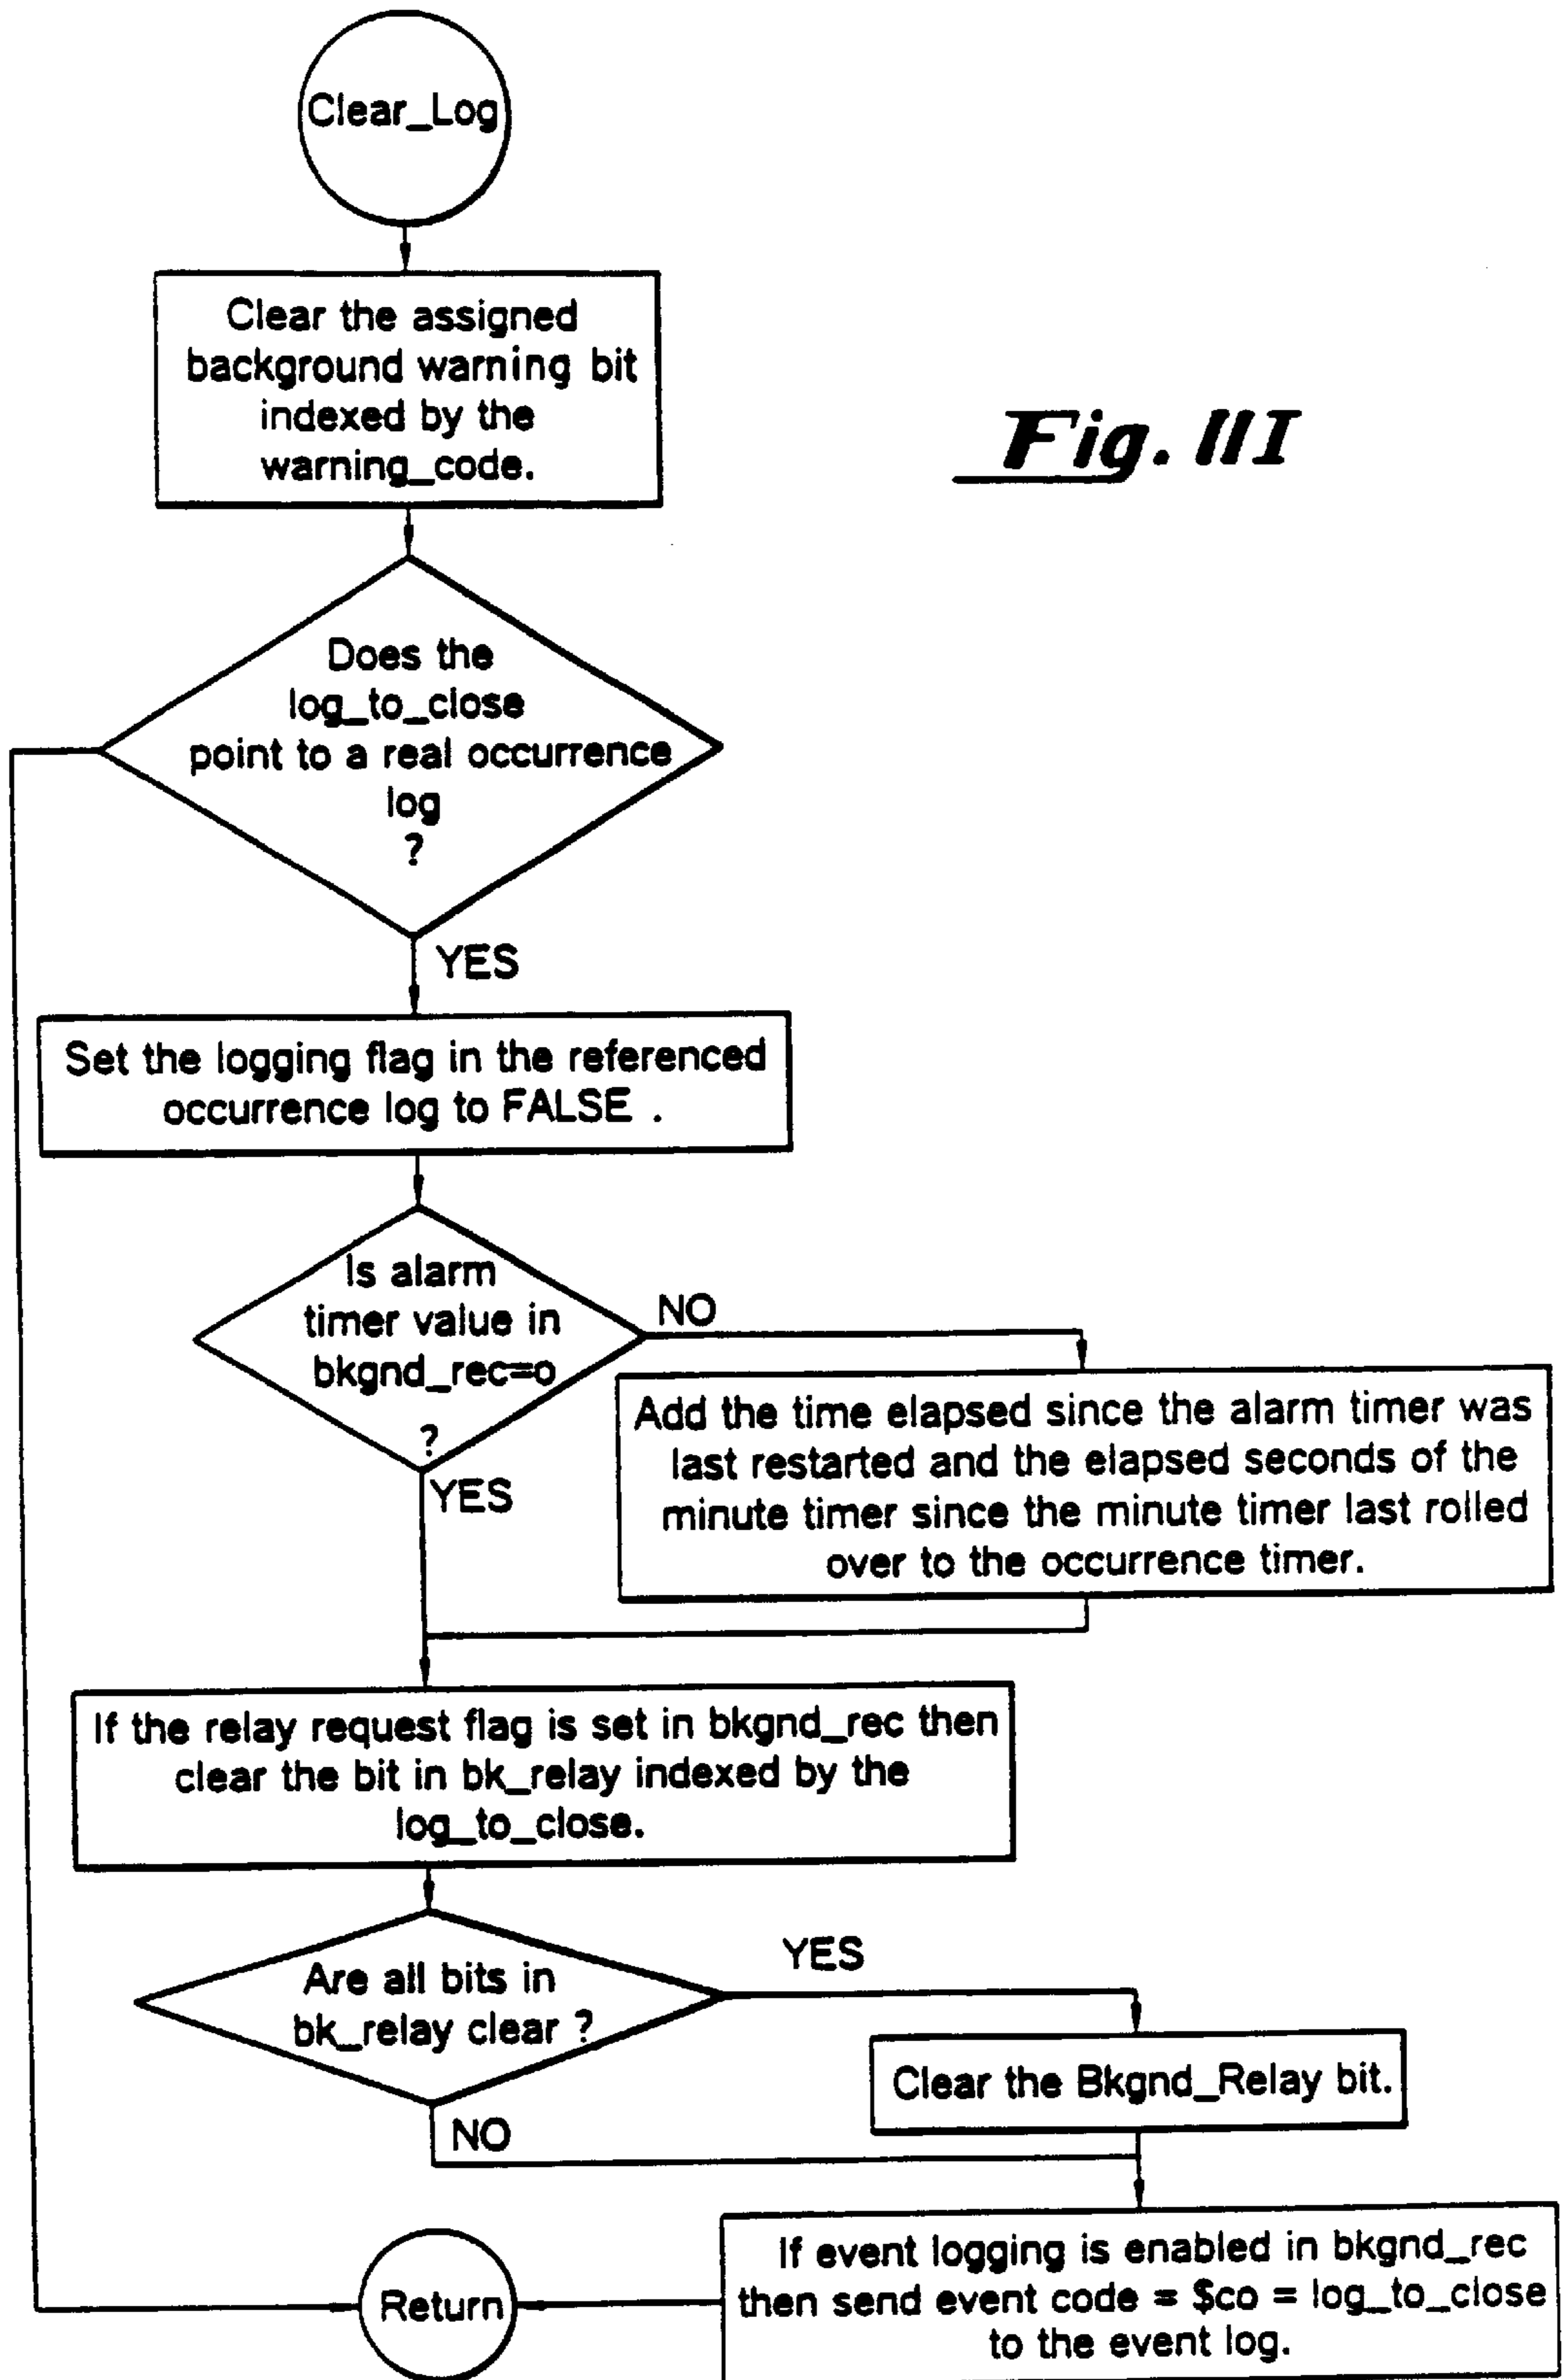 Clear_Log
Clear the assigned
background warning bit
indexed by the
warning_code.
Fig. 11I
Does the
log_to_close
point to a real occurrence
log
?
YES
Set the logging flag in the referenced
occurrence log to FALSE .
Is alarm
timer value in
bkgnd_rec=o
?
NO
YES
Add the time elapsed since the alarm timer was
last restarted and the elapsed seconds of the
minute timer since the minute timer last rolled
over to the occurrence timer.
If the relay request flag is set in bkgnd_rec then
clear the bit in bk_relay indexed by the
log_to_close.
Are all bits in
bk_relay clear ?
YES
Clear the Bkgnd_Relay bit.
NO
If event logging is enabled in bkgnd_rec
then send event code = $co = log_to_close
to the event log.
Return